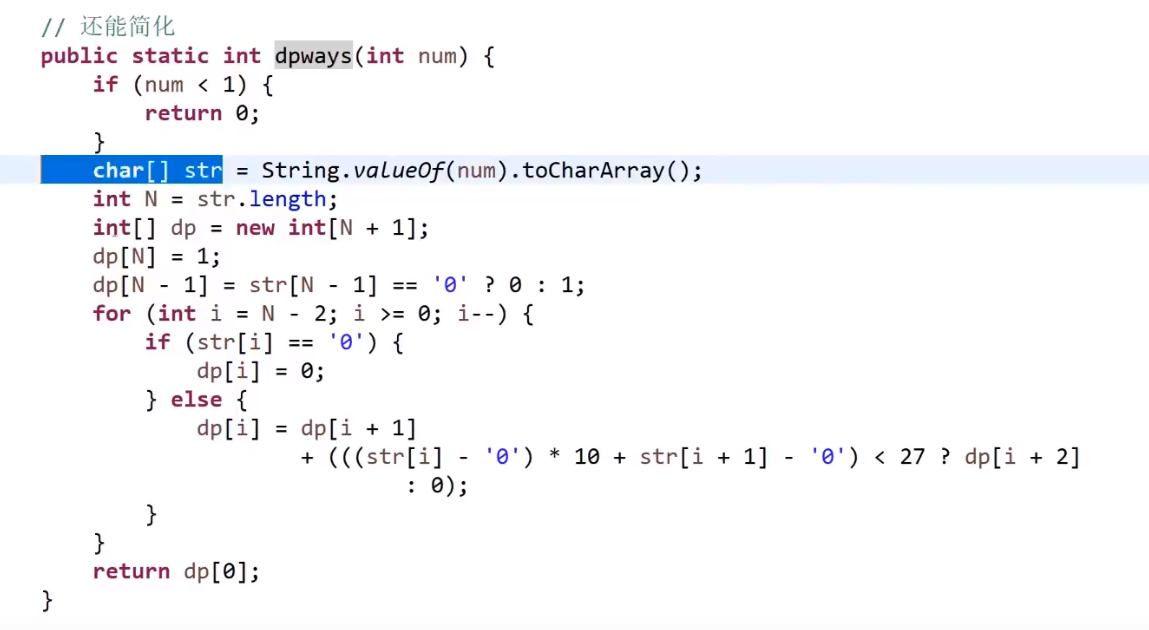 // 还能简化
public static int dpways(int num) {
    if (num < 1) {
        return 0;
    }
    char[] str = String.valueOf(num).toCharArray();
    int N = str.length;
    int[] dp = new int[N + 1];
    dp[N] = 1;
    dp[N - 1] = str[N - 1] == '0' ? 0 : 1;
    for (int i = N - 2; i >= 0; i--) {
        if (str[i] == '0') {
            dp[i] = 0;
        } else {
            dp[i] = dp[i + 1]
                    + (((str[i] - '0') * 10 + str[i + 1] - '0') < 27 ? dp[i + 2]
                            : 0);
        }
    }
    return dp[0];
}